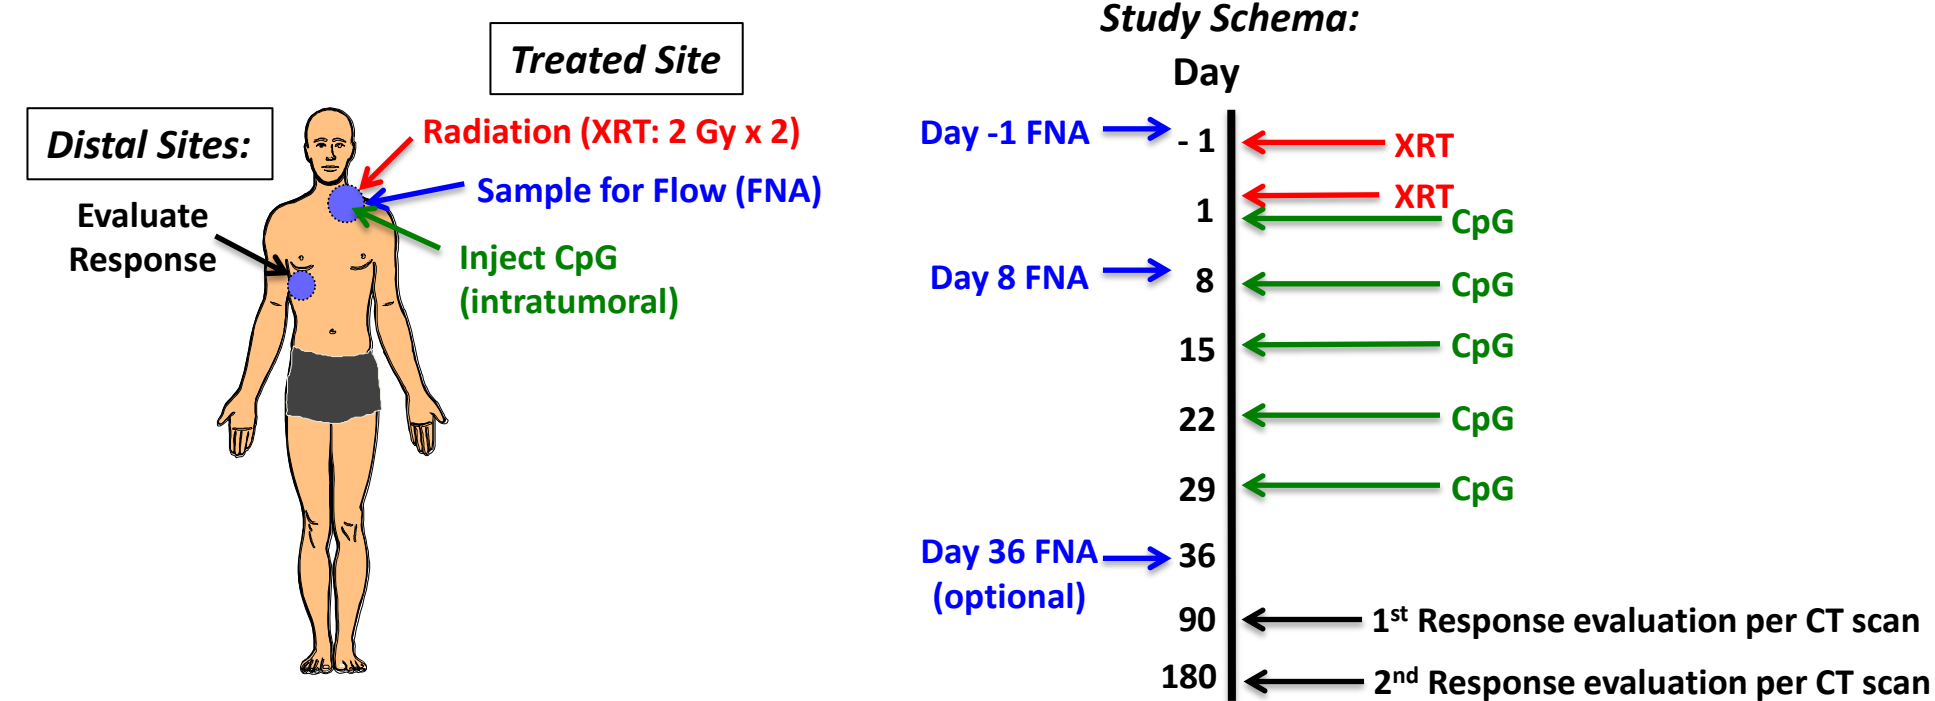 Treated Site
Distal Sites:
Radiation (XRT: 2 Gy x 2)
Sample for Flow (FNA)
Evaluate
Response
Inject CpG
(intratumoral)
Study Schema:
Day
Day -1 FNA
- 1
XRT
1
XRT
CpG
Day 8 FNA
8
CpG
15
CpG
22
CpG
29
CpG
Day 36 FNA
(optional)
36
90
1st Response evaluation per CT scan
180
2nd Response evaluation per CT scan